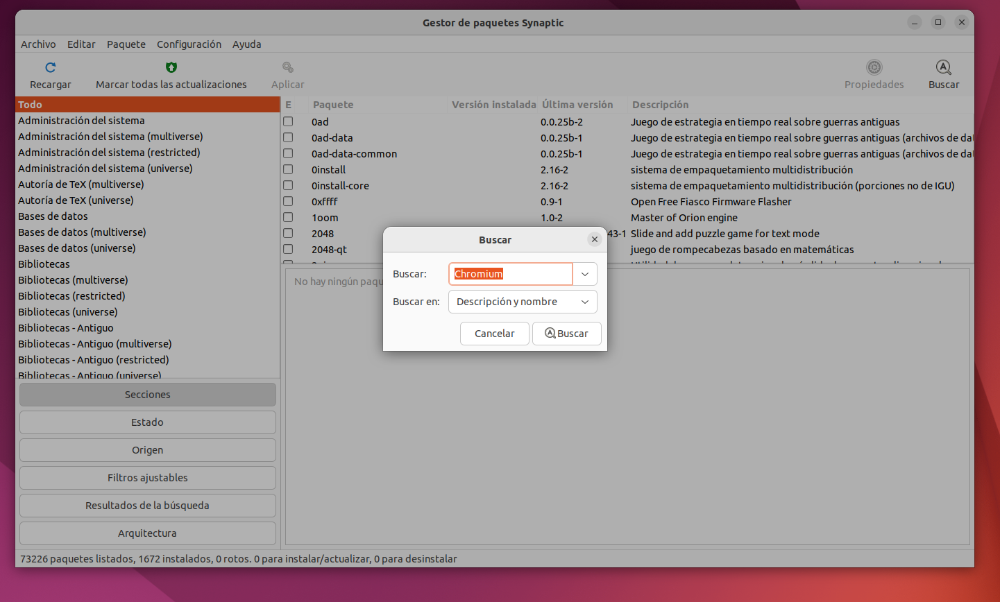 Gestor de paquetes Synaptic
Archivo Editar Paquete Configuración Ayuda
Recargar Marcar todas las actualizaciones Aplicar Propiedades Buscar
Todo
Administración del sistema
Administración del sistema (multiverse)
Administración del sistema (restricted)
Administración del sistema (universe)
Autoría de TeX (multiverse)
Autoría de TeX (universe)
Bases de datos
Bases de datos (multiverse)
Bases de datos (universe)
Bibliotecas
Bibliotecas (multiverse)
Bibliotecas (restricted)
Bibliotecas (universe)
Bibliotecas - Antiguo
Bibliotecas - Antiguo (multiverse)
Bibliotecas - Antiguo (restricted)
Bibliotecas - Antiguo (universe)
Secciones
Estado
Origen
Filtros ajustables
Resultados de la búsqueda
Arquitectura
E Paquete Versión instalada Última versión Descripción
0ad 0.0.25b-2 Juego de estrategia en tiempo real sobre guerras antiguas
0ad-data 0.0.25b-1 Juego de estrategia en tiempo real sobre guerras antiguas (archivos de dat
0ad-data-common 0.0.25b-1 Juego de estrategia en tiempo real sobre guerras antiguas (archivos de dat
0install 2.16-2 sistema de empaquetamiento multidistribución
0install-core 2.16-2 sistema de empaquetamiento multidistribución (porciones no de IGU)
0xffff 0.9-1 Open Free Fiasco Firmware Flasher
1oom 1.0-2 Master of Orion engine
2048 43-1 Slide and add puzzle game for text mode
2048-qt juego de rompecabezas basado en matemáticas
No hay ningún paqu
Buscar
Buscar: Chromium
Buscar en: Descripción y nombre
Cancelar Buscar
73226 paquetes listados, 1672 instalados, 0 rotos. 0 para instalar/actualizar, 0 para desinstalar